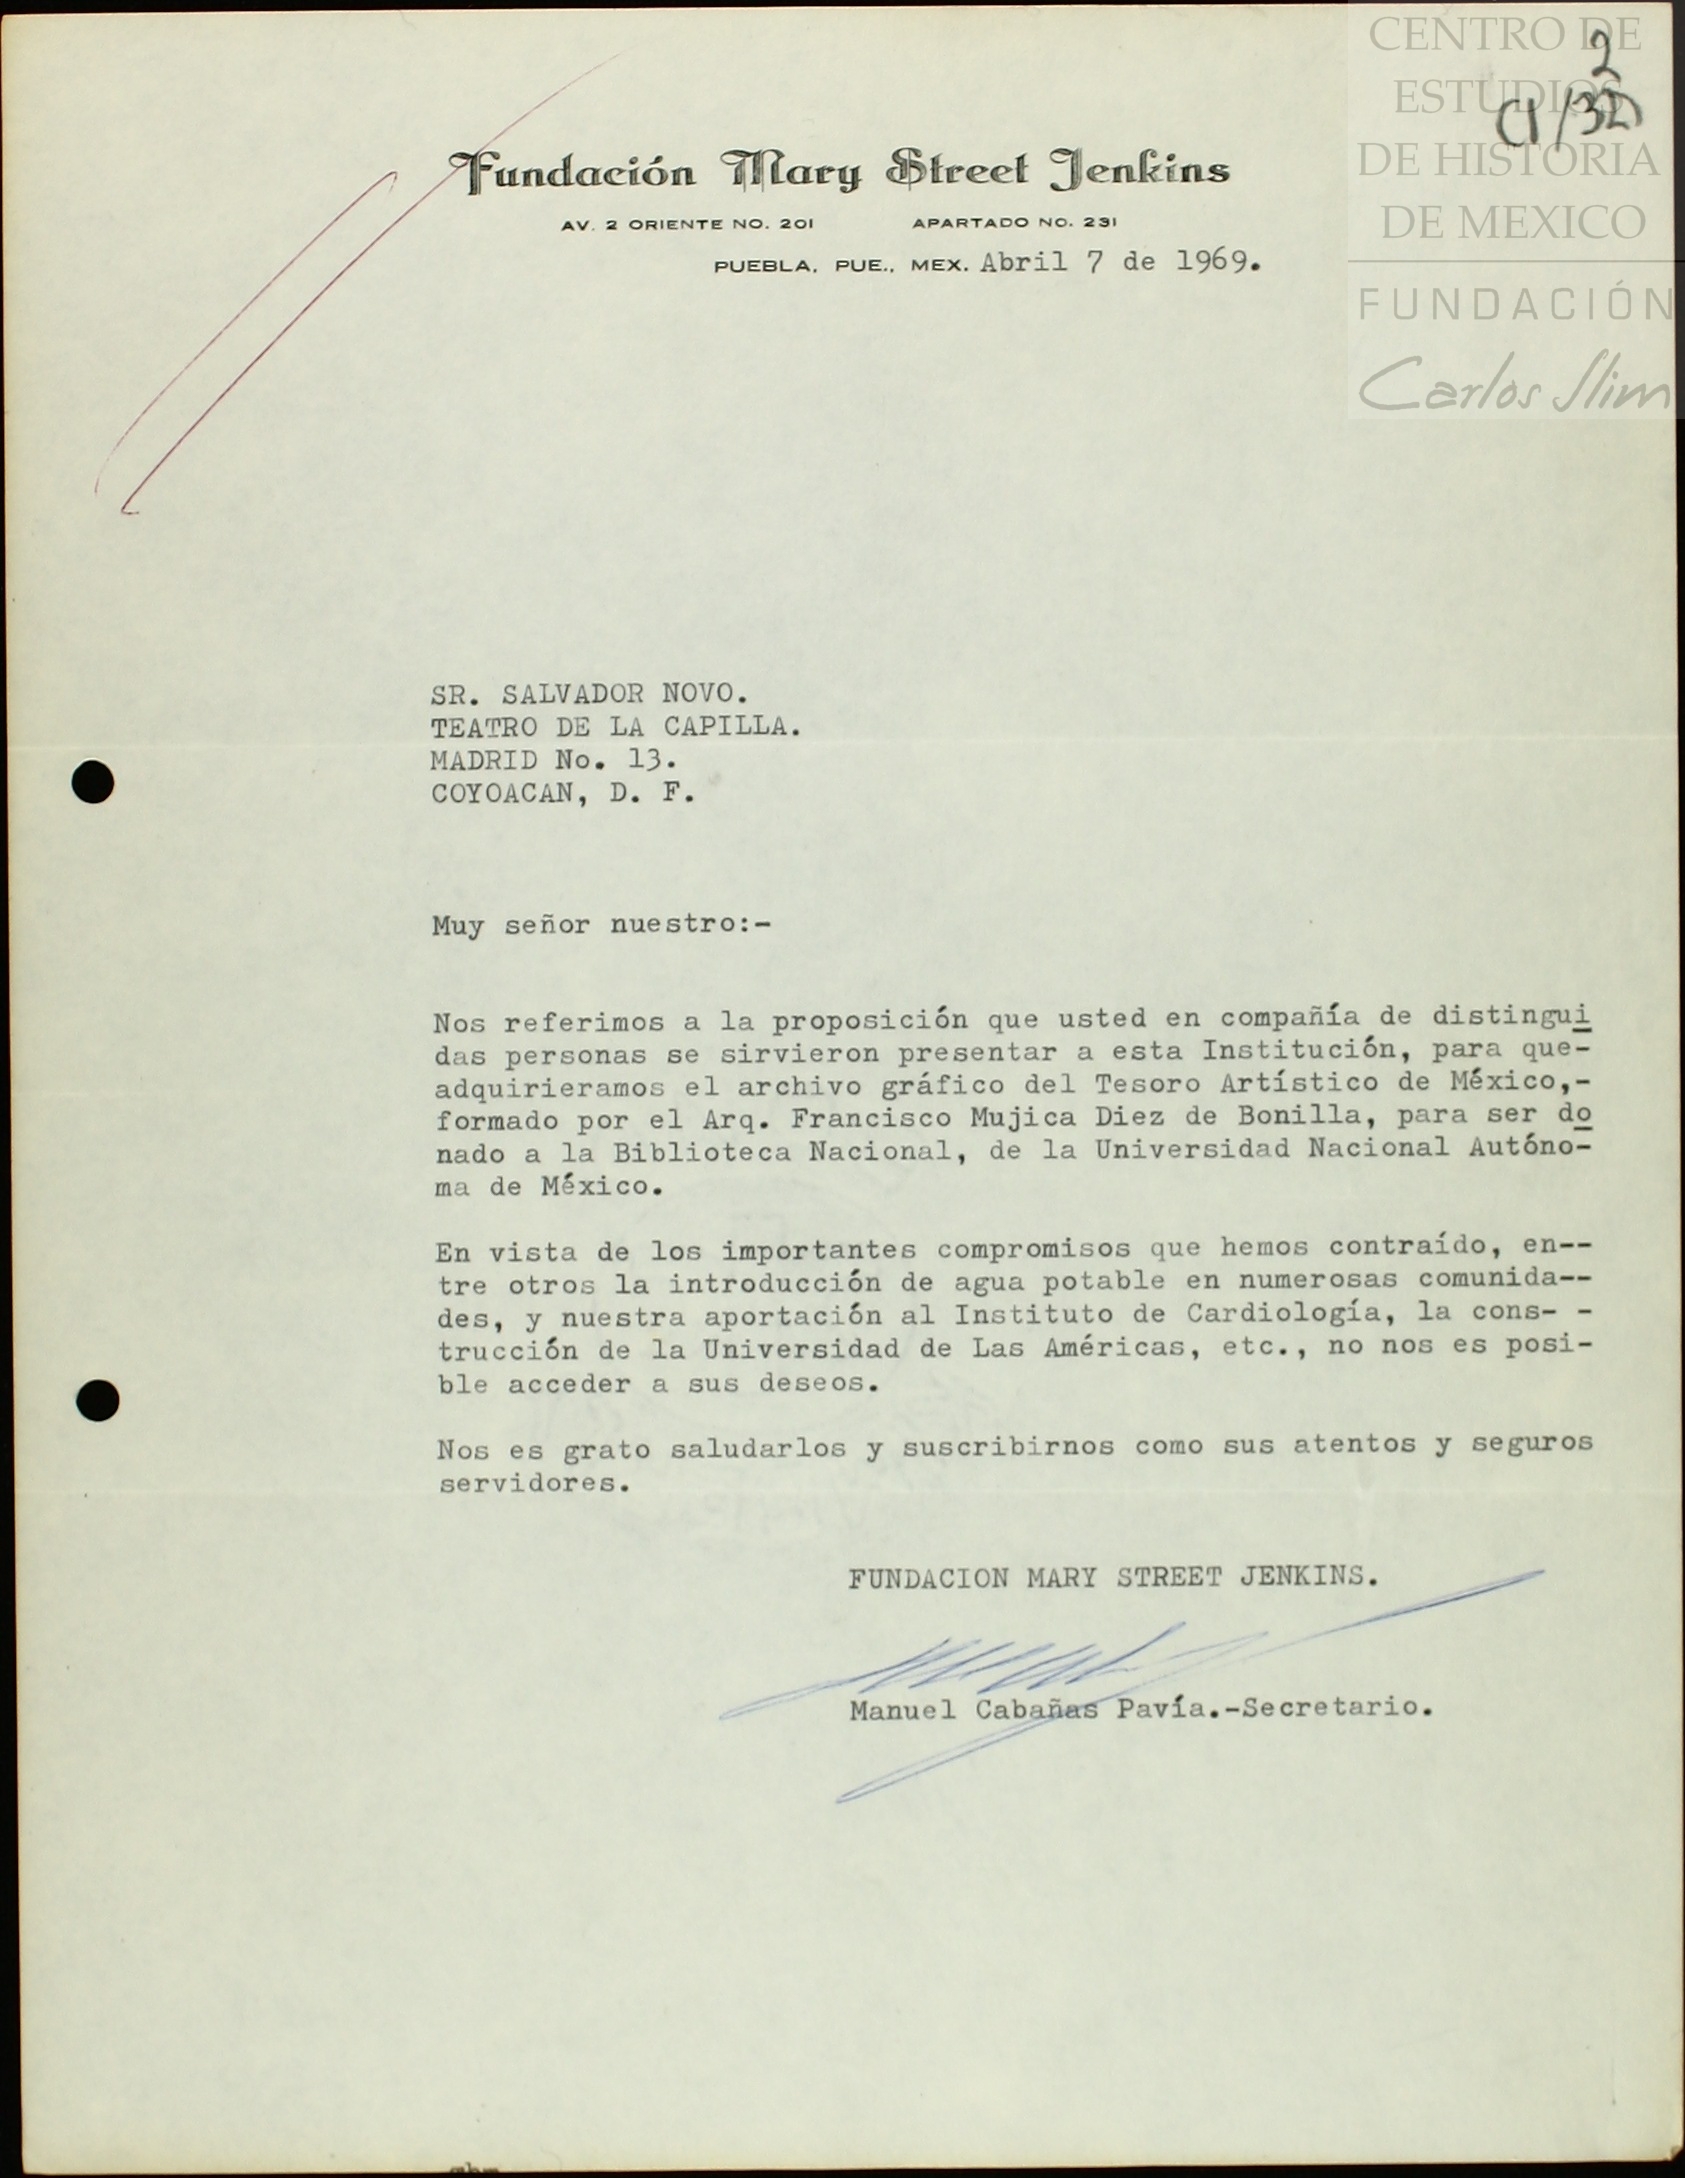 CENTRO DE
ESTUDIOS
DE HISTORIA
DE MEXICO
FUNDACIÓN
Carlos Slim
2
Fundación Mary Street Jenkins
AV. 2 ORIENTE NO. 201 APARTADO NO. 231
PUEBLA, PUE., MEX. Abril 7 de 1969.
SR. SALVADOR NOVO.
TEATRO DE LA CAPILLA.
MADRID No. 13.
COYOACAN, D. F.
Muy señor nuestro:-
Nos referimos a la proposición que usted en compañía de distingui
das personas se sirvieron presentar a esta Institución, para que-
adquirieramos el archivo gráfico del Tesoro Artístico de México,-
formado por el Arq. Francisco Mujica Diez de Bonilla, para ser do
nado a la Biblioteca Nacional, de la Universidad Nacional Autóno-
ma de México.
En vista de los importantes compromisos que hemos contraído, en--
tre otros la introducción de agua potable en numerosas comunida--
des, y nuestra aportación al Instituto de Cardiología, la cons- -
trucción de la Universidad de Las Américas, etc., no nos es posi-
ble acceder a sus deseos.
Nos es grato saludarlos y suscribirnos como sus atentos y seguros
servidores.
FUNDACION MARY STREET JENKINS.
Manuel Cabañas Pavía.-Secretario.